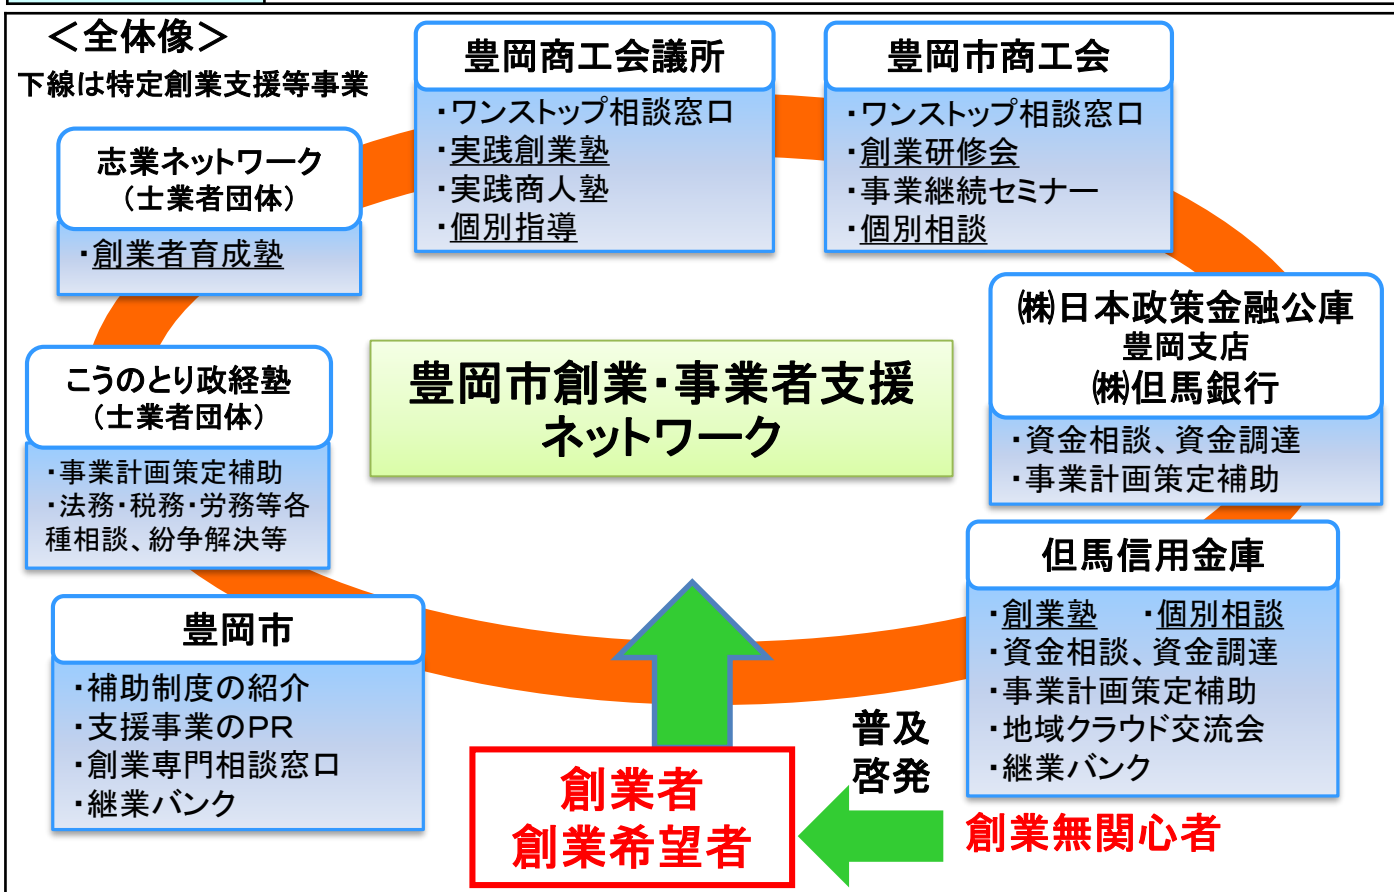 ＜全体像＞
下線は特定創業支援等事業
豊岡商工会議所
・ワンストップ相談窓口
・実践創業塾
・実践商人塾
・個別指導
豊岡市商工会
・ワンストップ相談窓口
・創業研修会
・事業継続セミナー
・個別相談
志業ネットワーク
（士業者団体）
・創業者育成塾
㈱日本政策金融公庫
豊岡支店
㈱但馬銀行
・資金相談、資金調達
・事業計画策定補助
こうのとり政経塾
（士業者団体）
・事業計画策定補助
・法務・税務・労務等各
種相談、紛争解決等
豊岡市創業・事業者支援
ネットワーク
但馬信用金庫
・創業塾　・個別相談
・資金相談、資金調達
・事業計画策定補助
・地域クラウド交流会
・継業バンク
豊岡市
・補助制度の紹介
・支援事業のＰＲ
・創業専門相談窓口
・継業バンク
創業者
創業希望者
普及
啓発
創業無関心者